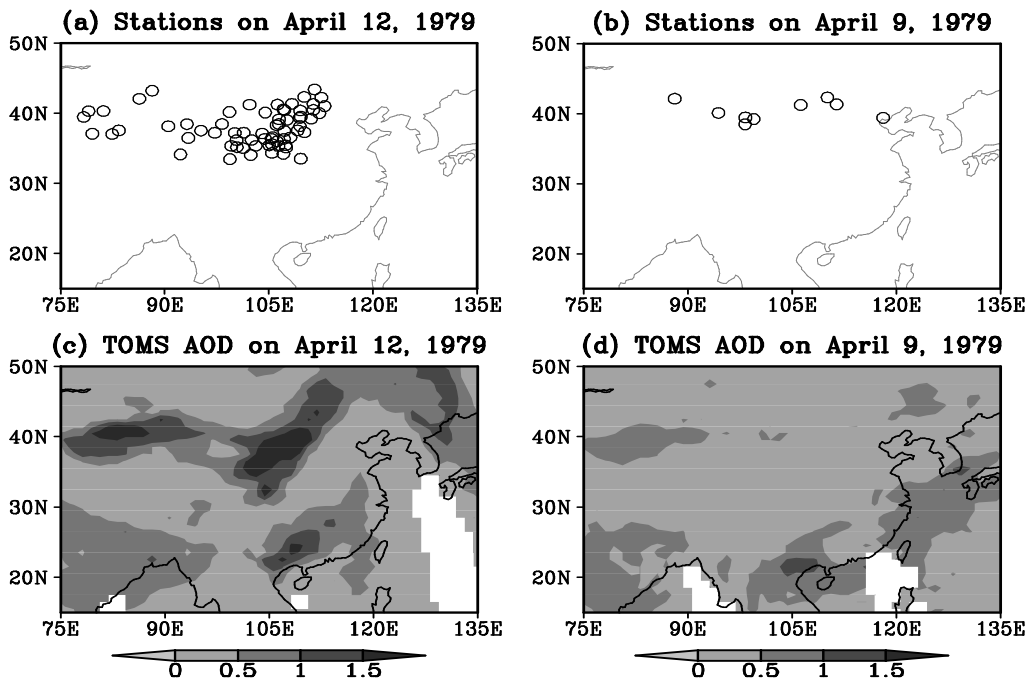 (a) Stations on April 12, 1979
(b) Stations on April 9, 1979
50N
40N
30N
20N
75E 90E 105E 120E 135E
50N
40N
30N
20N
75E 90E 105E 120E 135E
(c) TOMS AOD on April 12, 1979
(d) TOMS AOD on April 9, 1979
50N
40N
30N
20N
75E 90E 105E 120E 135E
0 0.5 1 1.5
50N
40N
30N
20N
75E 90E 105E 120E 135E
0 0.5 1 1.5